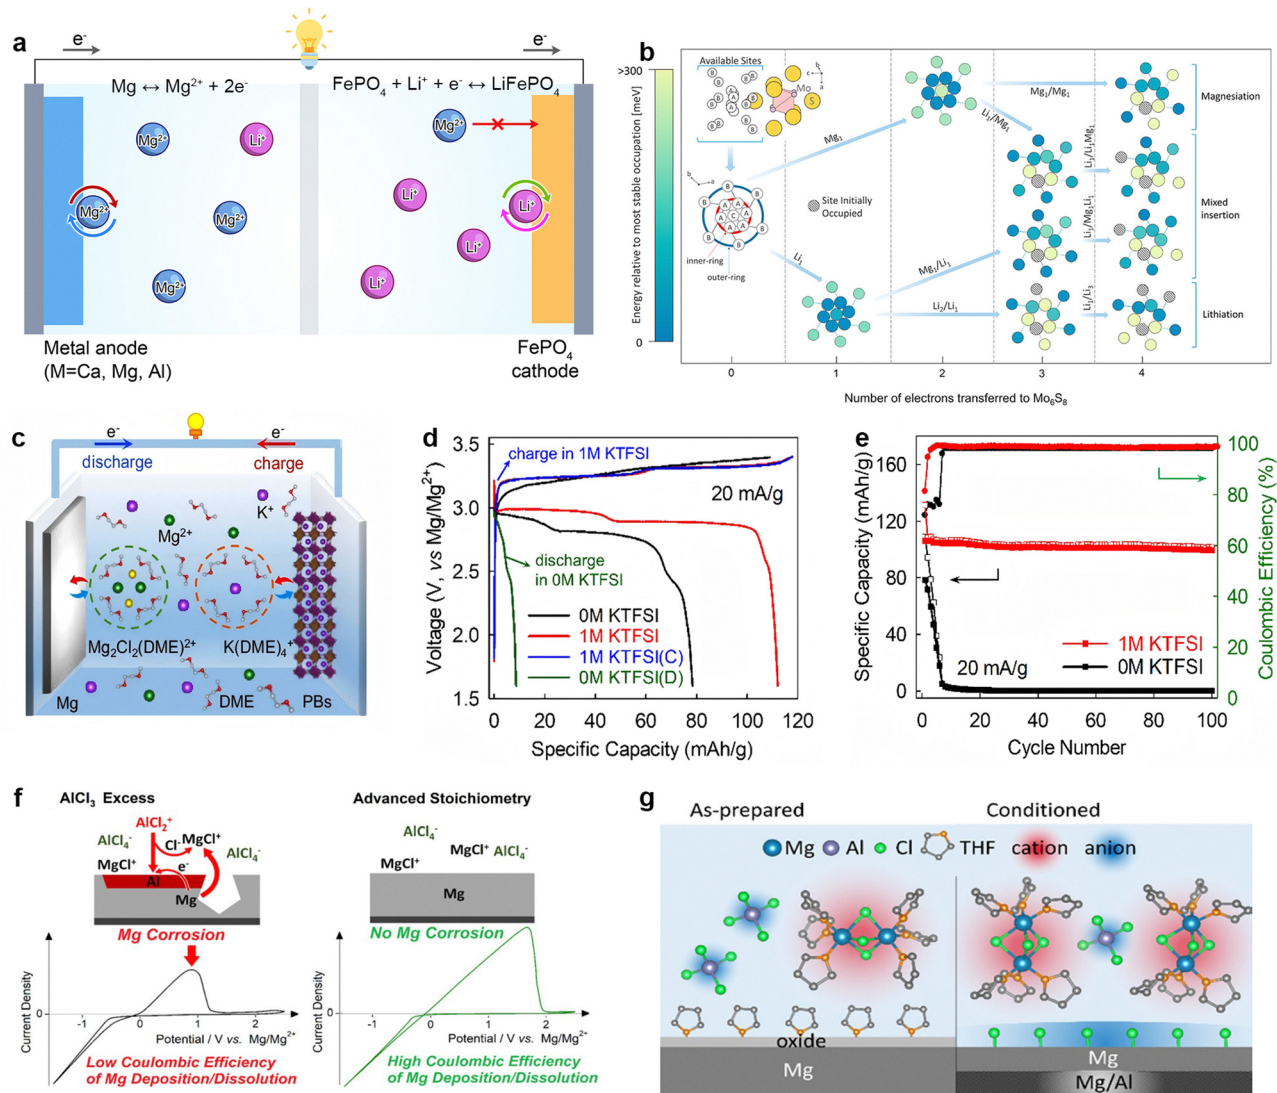 a
e⁻
e⁻
Mg ↔ Mg²⁺ + 2e⁻
FePO₄ + Li⁺ + e⁻ ↔ LiFePO₄
Mg²⁺
Li⁺
Mg²⁺
Mg²⁺
Mg²⁺
Mg²⁺
Li⁺
Li⁺
Li⁺
Li⁺
Metal anode
(M=Ca, Mg, Al)
FePO₄
cathode
b
>300
0
Energy relative to most stable occupation [meV]
Available Sites
Mo
S
Mg₁
Li₁
inner-ring
outer-ring
Site Initially
Occupied
Mg₁/Mg₁
Li₁/Mg₁
Mg₁/Li₁
Li₂/Li₁
Li₁/Li₁Mg₁
Li₁/Mg₁Li₁
Li₁/Li₃
Magnesiation
Mixed
insertion
Lithiation
0 1 2 3 4
Number of electrons transferred to Mo₆S₈
c
e⁻
e⁻
discharge
charge
K⁺
Mg²⁺
Mg₂Cl₂(DME)²⁺
K(DME)₄⁺
Mg
DME
PBs
d
3.5
3.0
2.5
2.0
1.5
Voltage (V, vs Mg/Mg²⁺)
charge in 1M KTFSI
20 mA/g
discharge
in 0M KTFSI
0M KTFSI
1M KTFSI
1M KTFSI(C)
0M KTFSI(D)
0 20 40 60 80 100 120
Specific Capacity (mAh/g)
e
160
120
80
40
0
Specific Capacity (mAh/g)
100
80
60
40
20
0
Coulombic Efficiency (%)
1M KTFSI
0M KTFSI
20 mA/g
0 20 40 60 80 100
Cycle Number
f
AlCl₃ Excess
AlCl₂⁺
AlCl₄⁻
Cl⁻
MgCl⁺
AlCl₄⁻
MgCl⁺
e⁻
Al
Mg
Mg Corrosion
Current Density
0
-1 0 1 2
Potential / V vs. Mg/Mg²⁺
Low Coulombic Efficiency
of Mg Deposition/Dissolution
Advanced Stoichiometry
AlCl₄⁻
MgCl⁺
MgCl⁺
AlCl₄⁻
Mg
No Mg Corrosion
Current Density
0
-1 0 1 2
Potential / V vs. Mg/Mg²⁺
High Coulombic Efficiency
of Mg Deposition/Dissolution
g
As-prepared
Conditioned
Mg Al Cl THF cation anion
oxide
Mg
Mg
Mg/Al